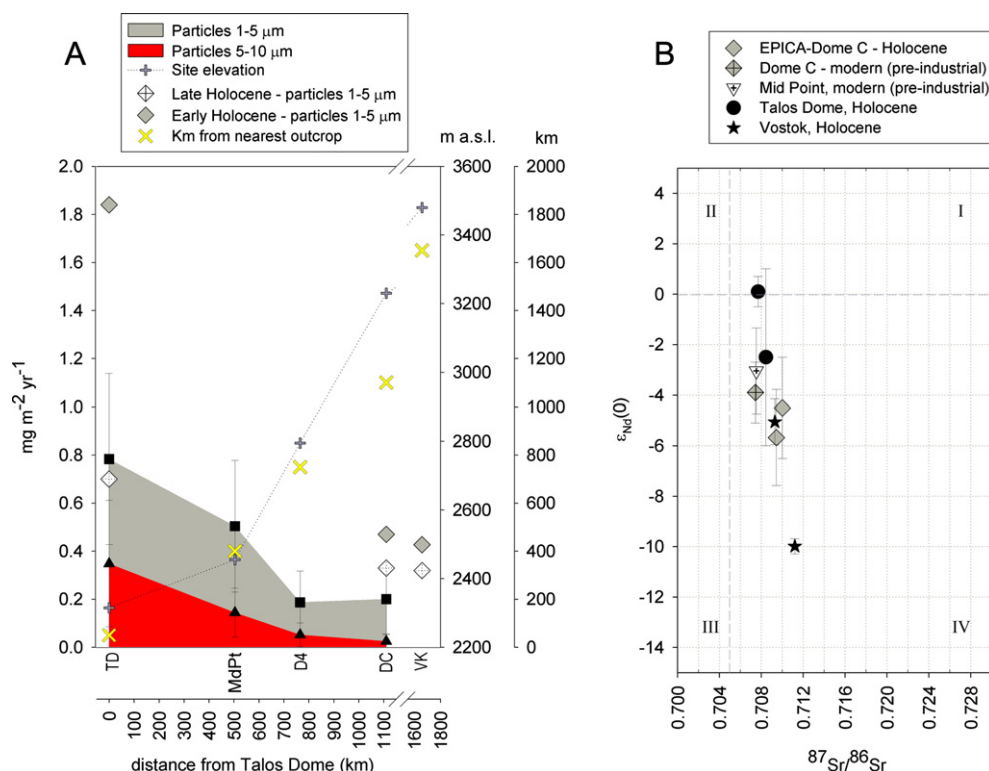 A
Particles 1-5 μm
Particles 5-10 μm
Site elevation
Late Holocene - particles 1-5 μm
Early Holocene - particles 1-5 μm
Km from nearest outcrop
m a.s.l.
km
2.0
1.8
1.6
1.4
1.2
1.0
0.8
0.6
0.4
0.2
0.0
mg m⁻² yr⁻¹
3600
3400
3200
3000
2800
2600
2400
2200
2000
1800
1600
1400
1200
1000
800
600
400
200
0
TD
MdPt
D4
DC
VK
0
100
200
300
400
500
600
700
800
900
1000
1100
1600
1700
1800
distance from Talos Dome (km)
B
EPICA-Dome C - Holocene
Dome C - modern (pre-industrial)
Mid Point, modern (pre-industrial)
Talos Dome, Holocene
Vostok, Holocene
4
2
0
-2
-4
-6
-8
-10
-12
-14
εNd(0)
II
I
III
IV
0.700
0.704
0.708
0.712
0.716
0.720
0.724
0.728
⁸⁷Sr/⁸⁶Sr